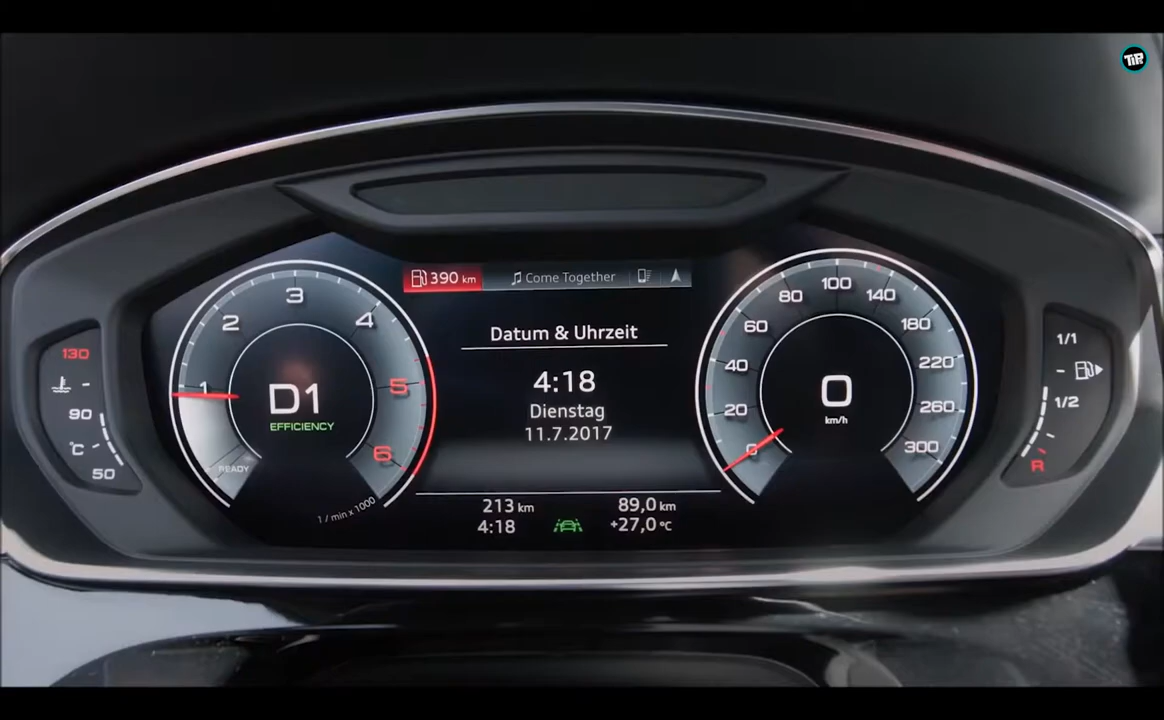 TiPs
390 km
Come Together
Datum & Uhrzeit
4:18
Dienstag
11.7.2017
213 km
89,0 km
4:18
+27,0 °C
1
2
3
4
5
6
D1
EFFICIENCY
READY
1 / min x 1000
0
20
40
60
80
100
140
180
220
260
300
0
km/h
130
90
°C
50
1/1
1/2
R